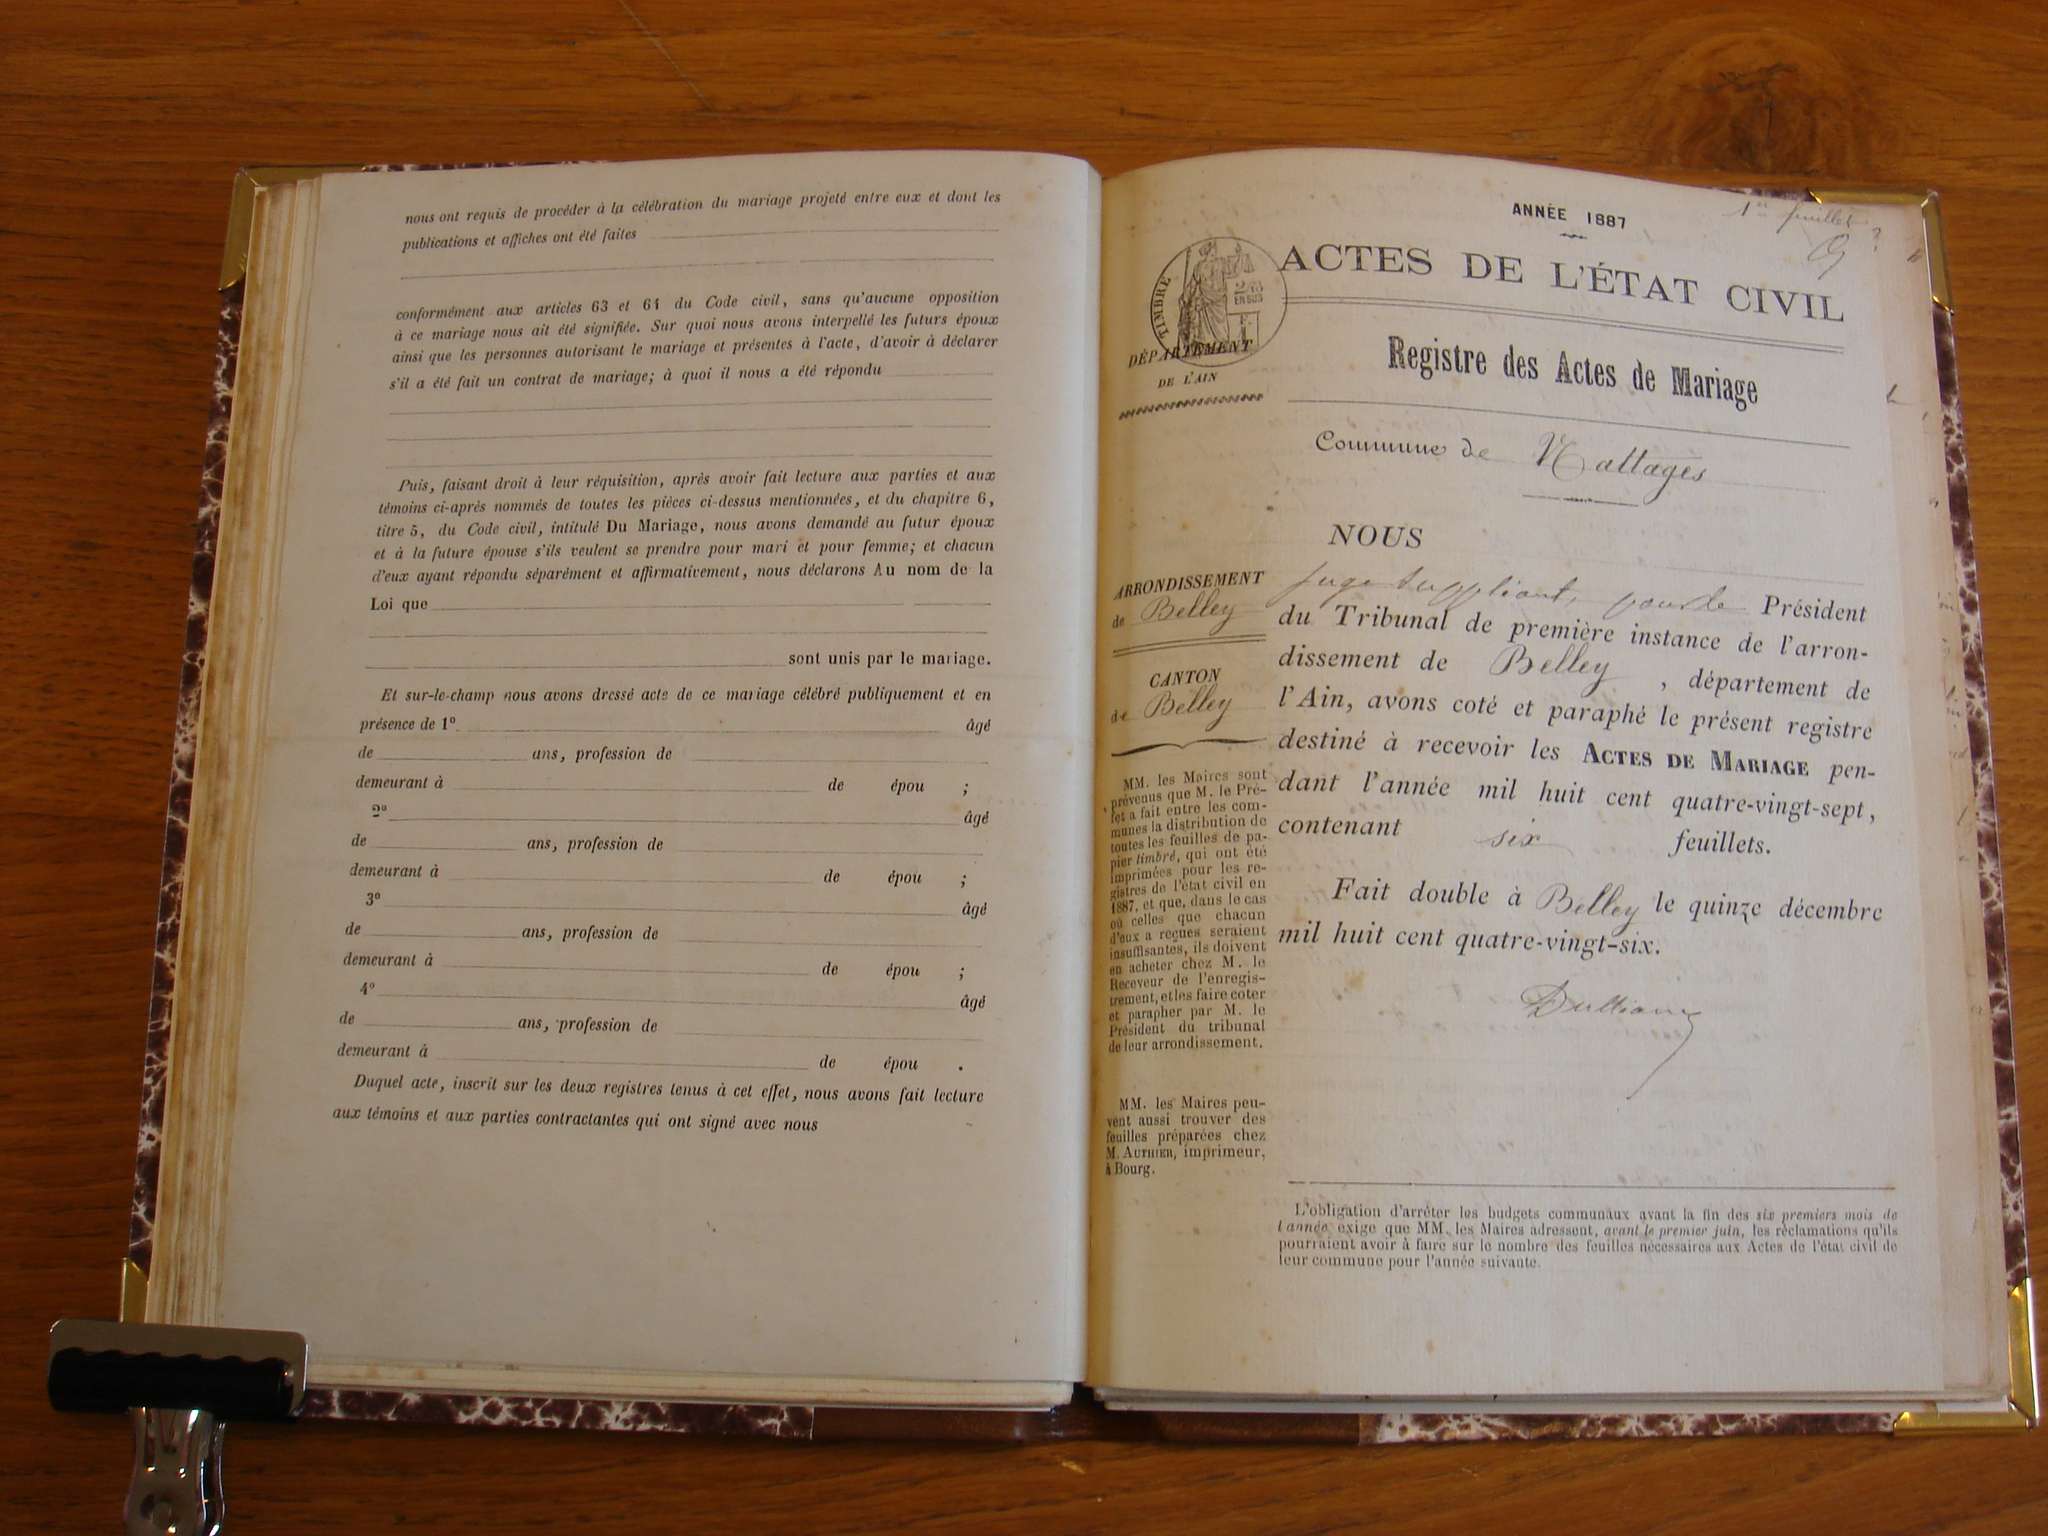 nous ont requis de procéder à la célébration du mariage projeté entre eux et dont les
publications et affiches ont été faites
conformément aux articles 63 et 64 du Code civil, sans qu'aucune opposition
à ce mariage nous ait été signifiée. Sur quoi nous avons interpellé les futurs époux
ainsi que les personnes autorisant le mariage et présentes à l'acte, d'avoir à déclarer
s'il a été fait un contrat de mariage; à quoi il nous a été répondu
Puis, faisant droit à leur réquisition, après avoir fait lecture aux parties et aux
témoins ci-après nommés de toutes les pièces ci-dessus mentionnées, et du chapitre 6,
titre 5, du Code civil, intitulé Du Mariage, nous avons demandé au futur époux
et à la future épouse s'ils veulent se prendre pour mari et pour femme; et chacun
d'eux ayant répondu séparément et affirmativement, nous déclarons Au nom de la
Loi que
sont unis par le mariage.
Et sur-le-champ nous avons dressé acte de ce mariage célébré publiquement et en
présence de 1º âgé
de ans, profession de
demeurant à de épou ;
2º âgé
de ans, profession de
demeurant à de épou ;
3º âgé
de ans, profession de
demeurant à de épou ;
4º âgé
de ans, profession de
demeurant à de épou .
Duquel acte, inscrit sur les deux registres tenus à cet effet, nous avons fait lecture
aux témoins et aux parties contractantes qui ont signé avec nous
1er feuillet
ANNÉE 1887
ACTES DE L'ÉTAT CIVIL
TIMBRE
2/10
EN SUS
DÉPARTEMENT
DE L'AIN
Registre des Actes de Mariage
Commune de Nattages
ARRONDISSEMENT
de Belley
CANTON
de Belley
MM. les Maires sont
prévenus que M. le Pré-
fet a fait entre les com-
munes la distribution de
toutes les feuilles de pa-
pier timbré, qui ont été
imprimées pour les re-
gistres de l'état civil en
1887, et que, dans le cas
où celles que chacun
d'eux a reçues seraient
insuffisantes, ils doivent
en acheter chez M. le
Receveur de l'enregis-
trement, et les faire coter
et parapher par M. le
Président du tribunal
de leur arrondissement.
MM. les Maires peu-
vent aussi trouver des
feuilles préparées chez
M. AUTHIER, imprimeur,
à Bourg.
NOUS
Juge suppléant, pour le Président
du Tribunal de première instance de l'arron-
dissement de Belley, département de
l'Ain, avons coté et paraphé le présent registre
destiné à recevoir les ACTES DE MARIAGE pen-
dant l'année mil huit cent quatre-vingt-sept,
contenant six feuillets.
Fait double à Belley le quinze décembre
mil huit cent quatre-vingt-six.
L'obligation d'arrêter les budgets communaux avant la fin des six premiers mois de
l'année exige que MM. les Maires adressent, avant le premier juin, les réclamations qu'ils
pourraient avoir à faire sur le nombre des feuilles nécessaires aux Actes de l'état civil de
leur commune pour l'année suivante.